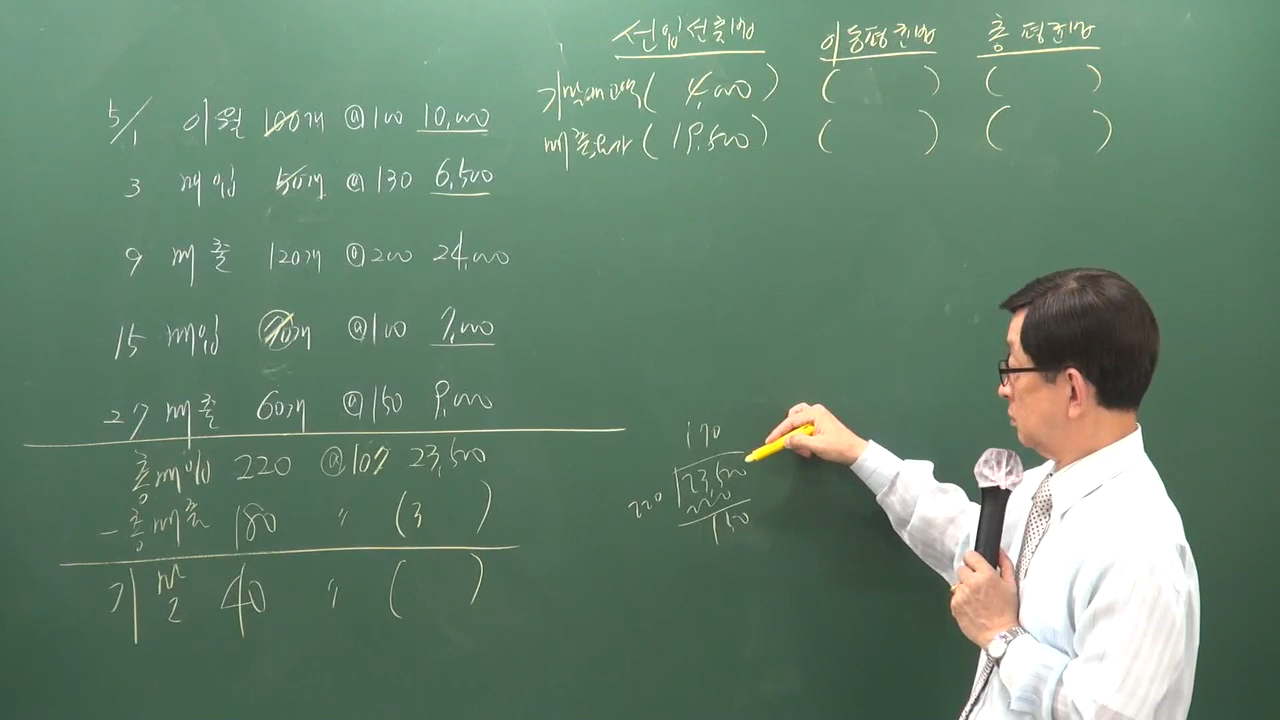 선입선출법 이동평균법 총평균법
기말재고액 ( 4,000 ) ( ) ( )
매출원가 ( 19,500 ) ( ) ( )
5/1 이월 100개 @100 10,000
3 매입 50개 @130 6,500
9 매출 120개 @200 24,000
15 매입 70개 @100 7,000
27 매출 60개 @150 9,000
총매입 220 @107 23,500
- 총매출 180 〃 (3 )
기말 40 〃 ( )
170
220 23,500
220
150